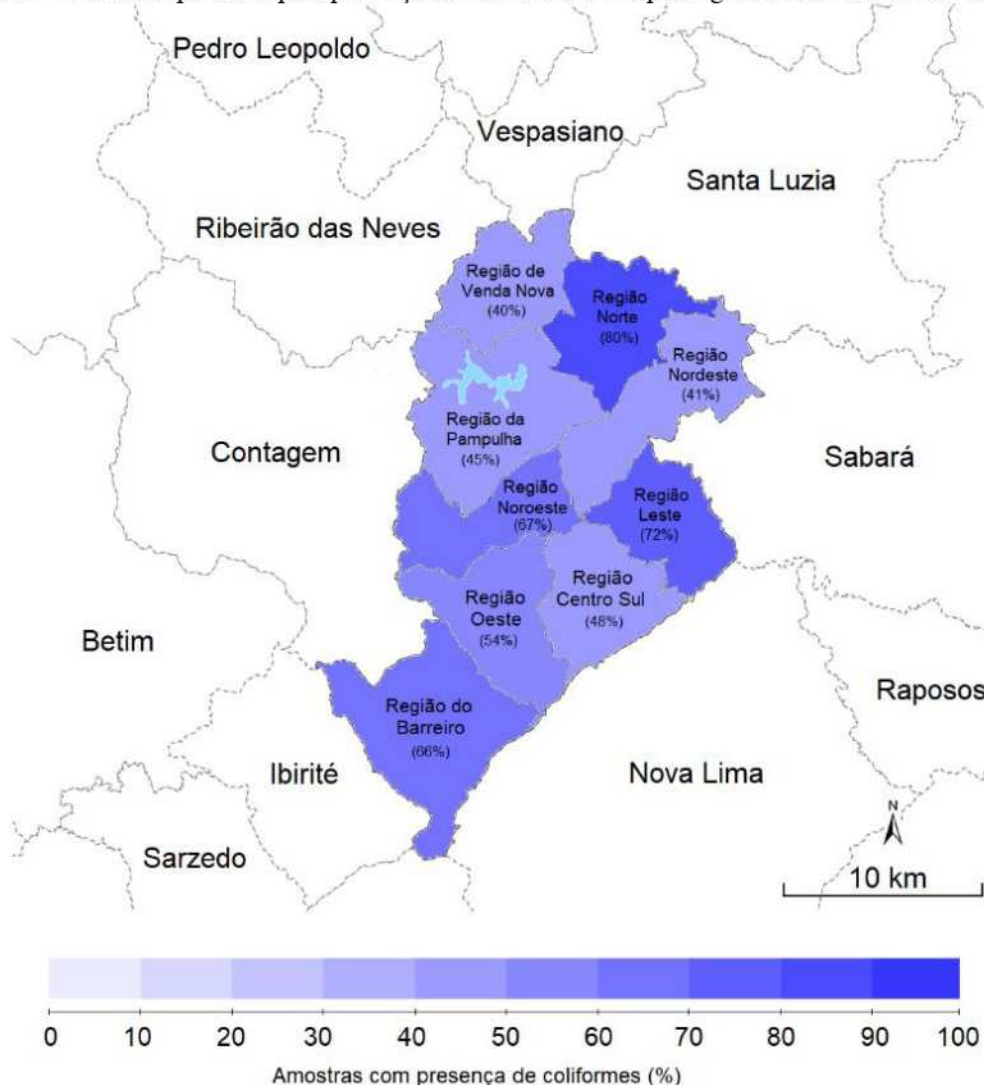 Pedro Leopoldo
Vespasiano
Santa Luzia
Ribeirão das Neves
Região de
Venda Nova
(40%)
Região
Norte
(80%)
Região
Nordeste
(41%)
Região da
Pampulha
(45%)
Contagem
Sabará
Região
Noroeste
(67%)
Região
Leste
(72%)
Região
Oeste
(54%)
Região
Centro Sul
(48%)
Betim
Raposos
Região do
Barreiro
(66%)
Ibirité
Nova Lima
Sarzedo
N
10 km
0 10 20 30 40 50 60 70 80 90 100
Amostras com presença de coliformes (%)